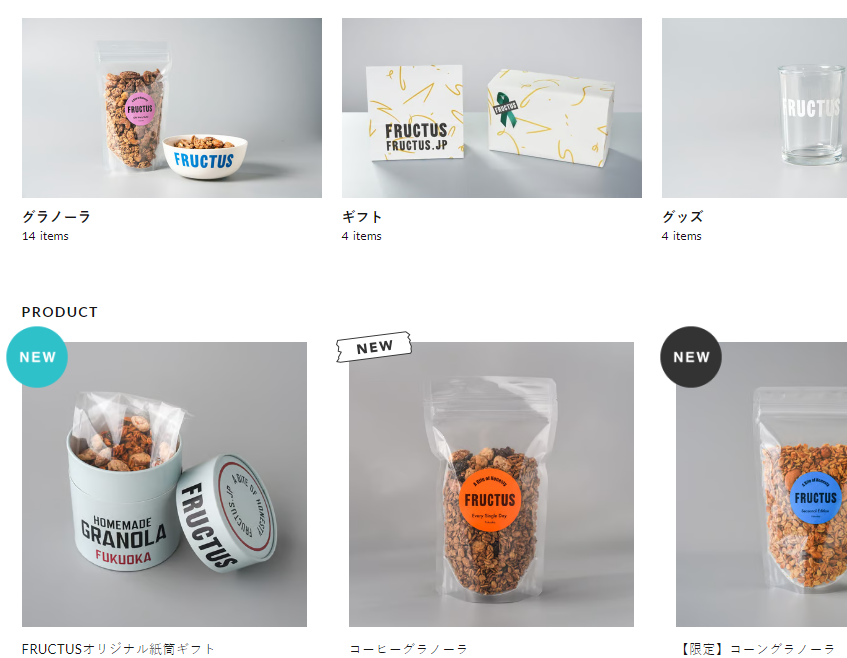 FRUCTUS
FRUCTUS
FRUCTUS
FRUCTUS.JP
FRUCTUS
FRUCTUS
グラノーラ
14 items
ギフト
4 items
グッズ
4 items
PRODUCT
NEW
NEW
NEW
HOMEMADE
GRANOLA
FUKUOKA
A BITE OF HONESTY
FRUCTUS-JP
FRUCTUS
A Bite of Honesty
FRUCTUS
Every Single Day
A Bite of Honesty
FRUCTUS
Seasonal Edition
FRUCTUSオリジナル紙筒ギフト
コーヒーグラノーラ
【限定】コーングラノーラ